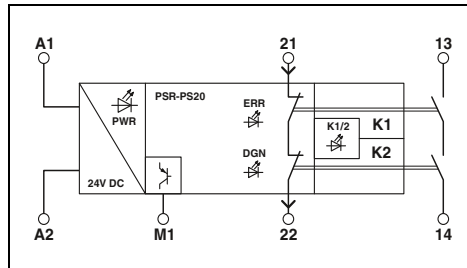 A1 21 13
PSR-PS20
ERR
PWR
K1/2 K1
DGN K2
24V DC
A2 M1 22 14